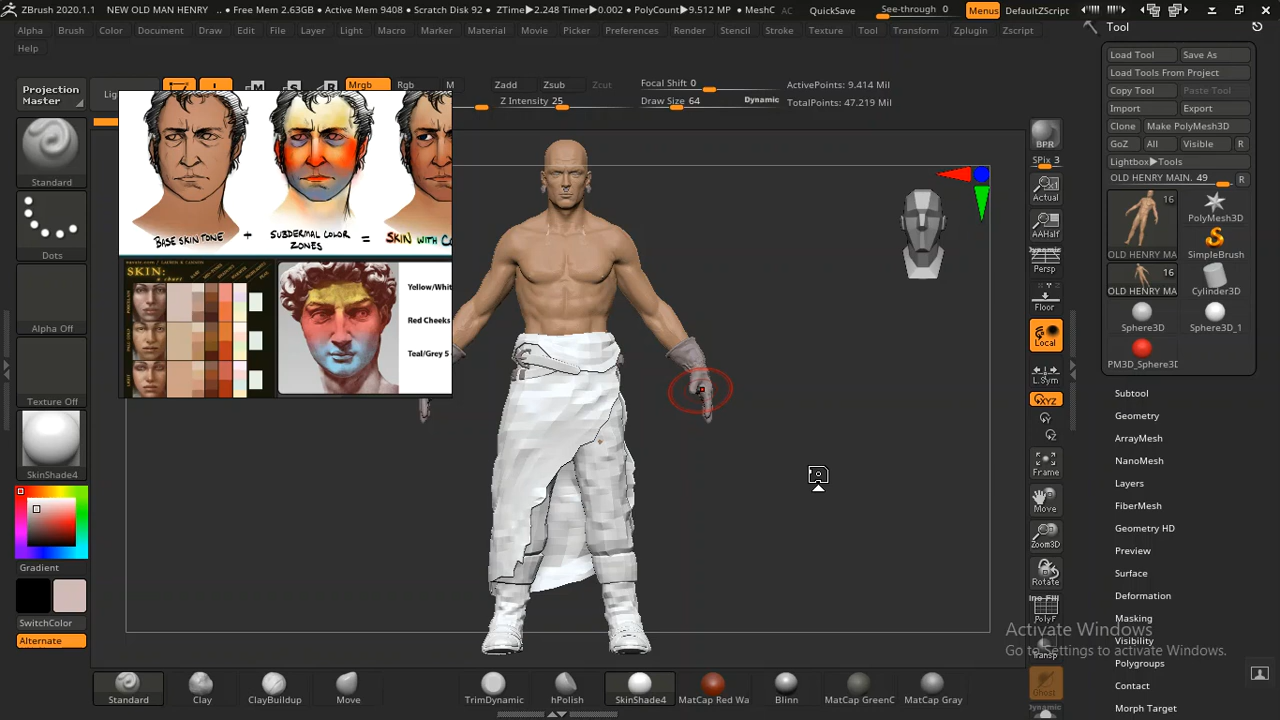 ZBrush 2020.1.1 NEW OLD MAN HENRY .. • Free Mem 2.63GB • Active Mem 9408 • Scratch Disk 92 • ZTime▶2.248 Timer▶0.002 • PolyCount▶9.512 MP • MeshC AC QuickSave See-through 0 Menus DefaultZScript
Alpha Brush Color Document Draw Edit File Layer Light Macro Marker Material Movie Picker Preferences Render Stencil Stroke Texture Tool Transform Zplugin Zscript
Help
Projection
Master
Mrgb Rgb M
Zadd Zsub Zcut
Z Intensity 25
Focal Shift 0
Draw Size 64 Dynamic
ActivePoints: 9.414 Mil
TotalPoints: 47.219 Mil
Standard
Dots
Alpha Off
Texture Off
SkinShade4
Gradient
SwitchColor
Alternate
BASE SKIN TONE + SUBDERMAL COLOR ZONES =
SKIN:
Yellow/Whit
Red Cheeks
Teal/Grey 5
BPR
SPix 3
Actual
AAHalf
Dynamic
Persp
Floor
Local
L.Sym
XYZ
Frame
Move
Zoom3D
Rotate
PolyF
Transp
Ghost
Dynamic
Tool
Load Tool Save As
Load Tools From Project
Copy Tool Paste Tool
Import Export
Clone Make PolyMesh3D
GoZ All Visible R
Lightbox▶Tools
OLD HENRY MAIN. 49 R
16
OLD HENRY MA
PolyMesh3D
SimpleBrush
16
OLD HENRY MA
Cylinder3D
Sphere3D Sphere3D_1
PM3D_Sphere3D
Subtool
Geometry
ArrayMesh
NanoMesh
Layers
FiberMesh
Geometry HD
Preview
Surface
Deformation
Masking
Visibility
Polygroups
Contact
Morph Target
Activate Windows
Go to Settings to activate Windows.
Standard Clay ClayBuildup Move TrimDynamic hPolish SkinShade4 MatCap Red Wa Blinn MatCap GreenC MatCap Gray